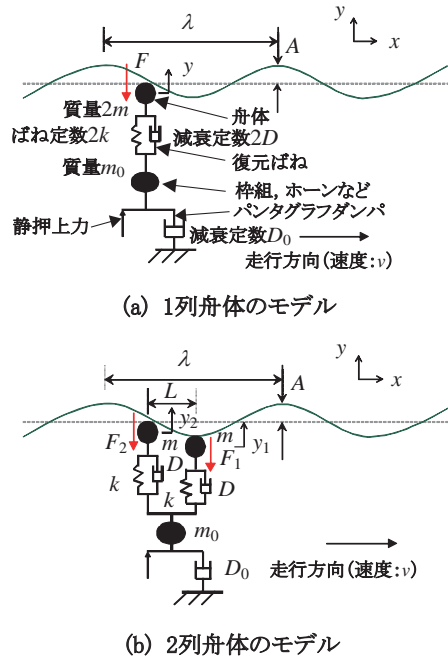 λ
y
x
A
F
y
質量2m
舟体
ばね定数2k
減衰定数2D
復元ばね
質量m0
枠組，ホーンなど
パンタグラフダンパ
静押上力
減衰定数D0
走行方向(速度:v)
(a) 1列舟体のモデル
λ
y
x
A
L
y2
F2
m
m
y1
F1
D
D
k
k
m0
D0
走行方向(速度:v)
(b) 2列舟体のモデル